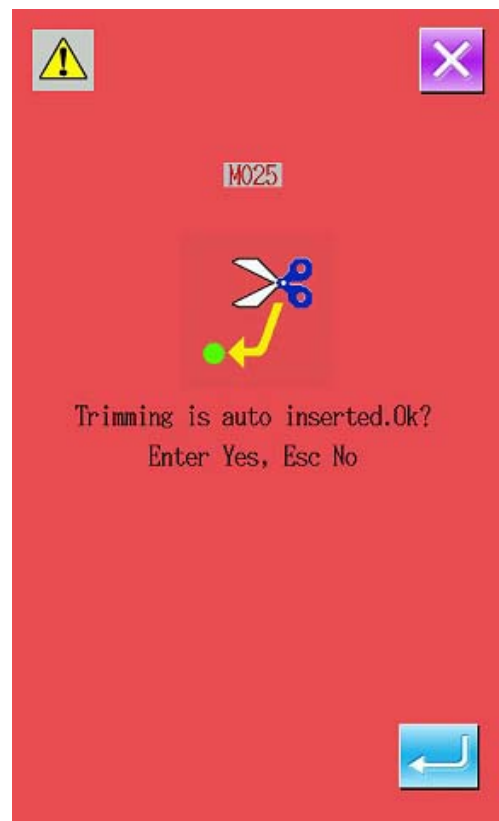 M025
Trimming is auto inserted.Ok?
Enter Yes, Esc No